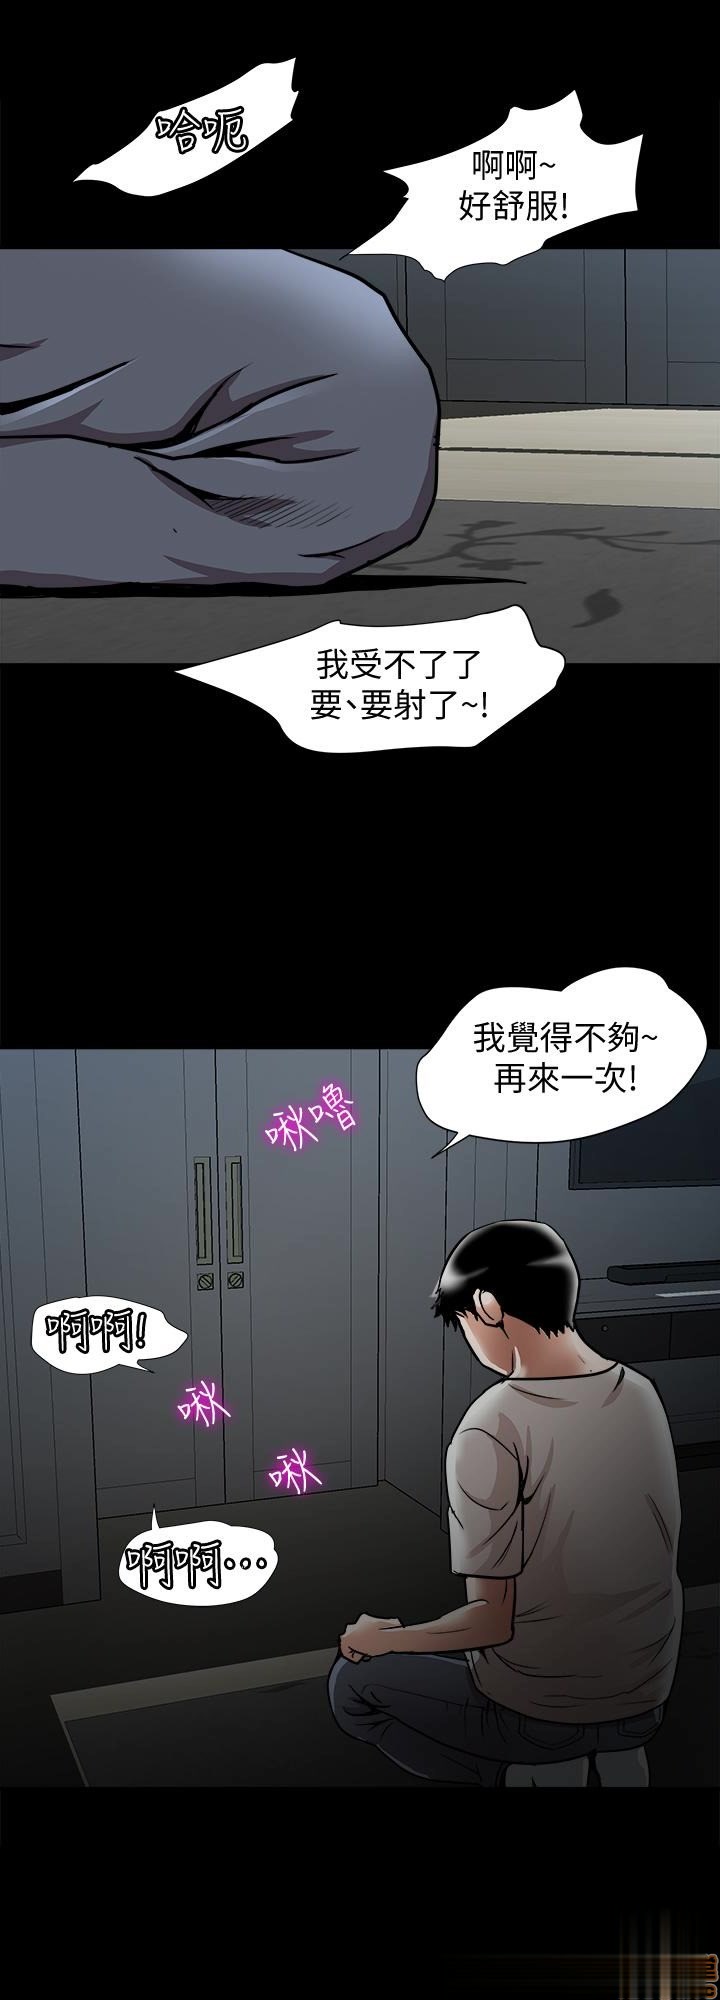 哈呃
啊啊~
好舒服!
我受不了了
要、要射了~!
我覺得不夠~
再來一次!
啾嚕
啊啊!
啾
啾
啊啊···